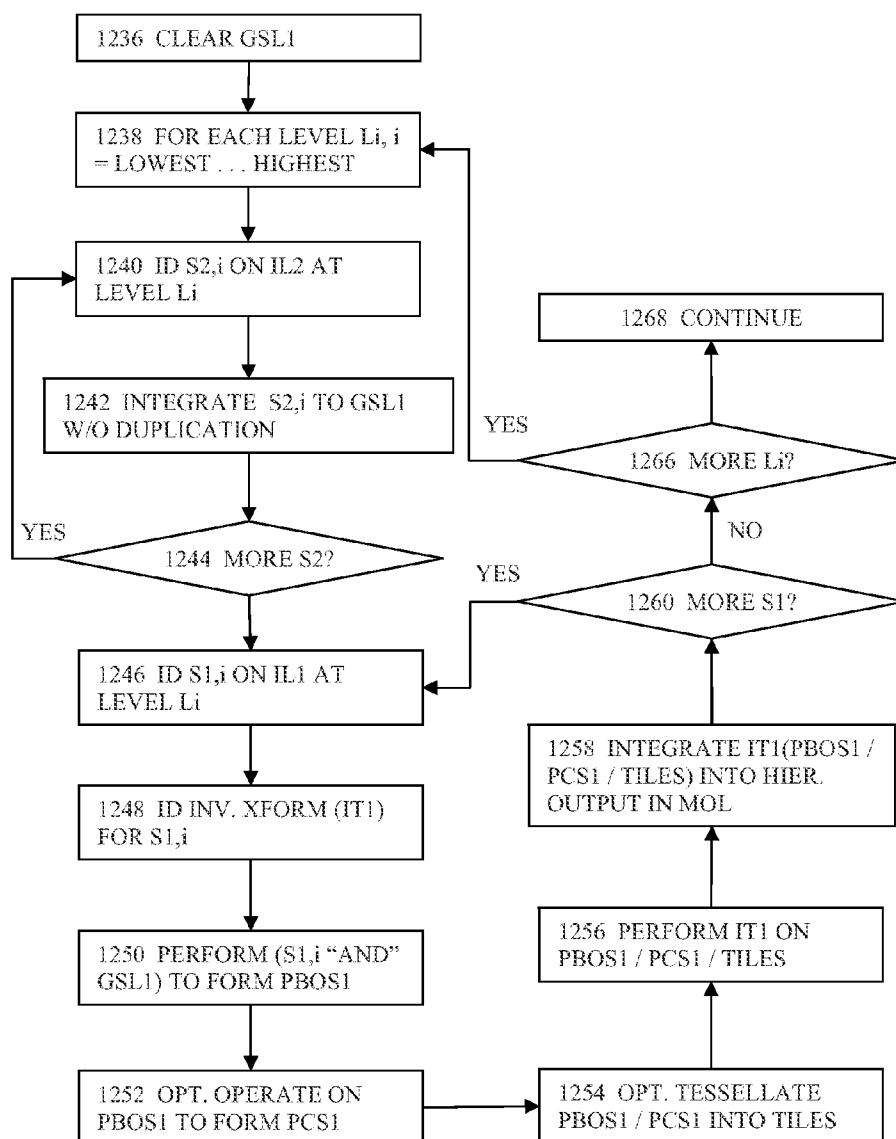 1236 CLEAR GSL1
1238 FOR EACH LEVEL Li, i
= LOWEST . . . HIGHEST
1240 ID S2,i ON IL2 AT
LEVEL Li
1242 INTEGRATE S2,i TO GSL1
W/O DUPLICATION
YES
1244 MORE S2?
1246 ID S1,i ON IL1 AT
LEVEL Li
1248 ID INV. XFORM (IT1)
FOR S1,i
1250 PERFORM (S1,i “AND”
GSL1) TO FORM PBOS1
1252 OPT. OPERATE ON
PBOS1 TO FORM PCS1
1254 OPT. TESSELLATE
PBOS1 / PCS1 INTO TILES
1256 PERFORM IT1 ON
PBOS1 / PCS1 / TILES
1258 INTEGRATE IT1(PBOS1 /
PCS1 / TILES) INTO HIER.
OUTPUT IN MOL
1260 MORE S1?
YES
NO
1266 MORE Li?
YES
1268 CONTINUE